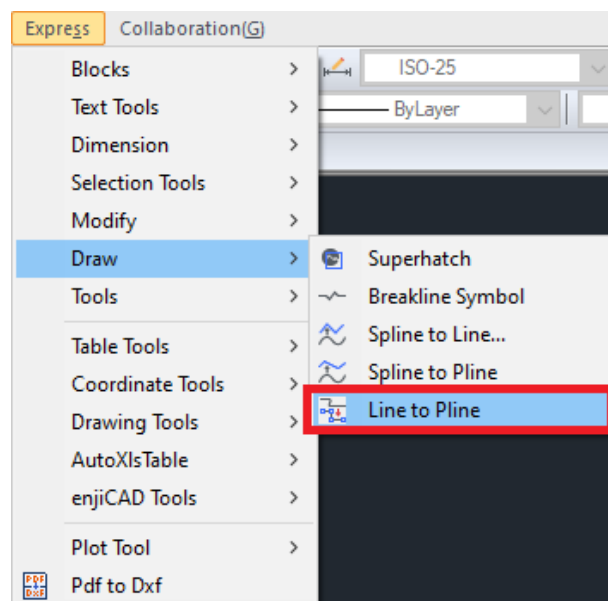 Express Collaboration(G)
ISO-25
ByLayer
Blocks
Text Tools
Dimension
Selection Tools
Modify
Draw
Tools
Table Tools
Coordinate Tools
Drawing Tools
AutoXlsTable
enjiCAD Tools
Plot Tool
Pdf to Dxf
Superhatch
Breakline Symbol
Spline to Line...
Spline to Pline
Line to Pline
PDF
DXF